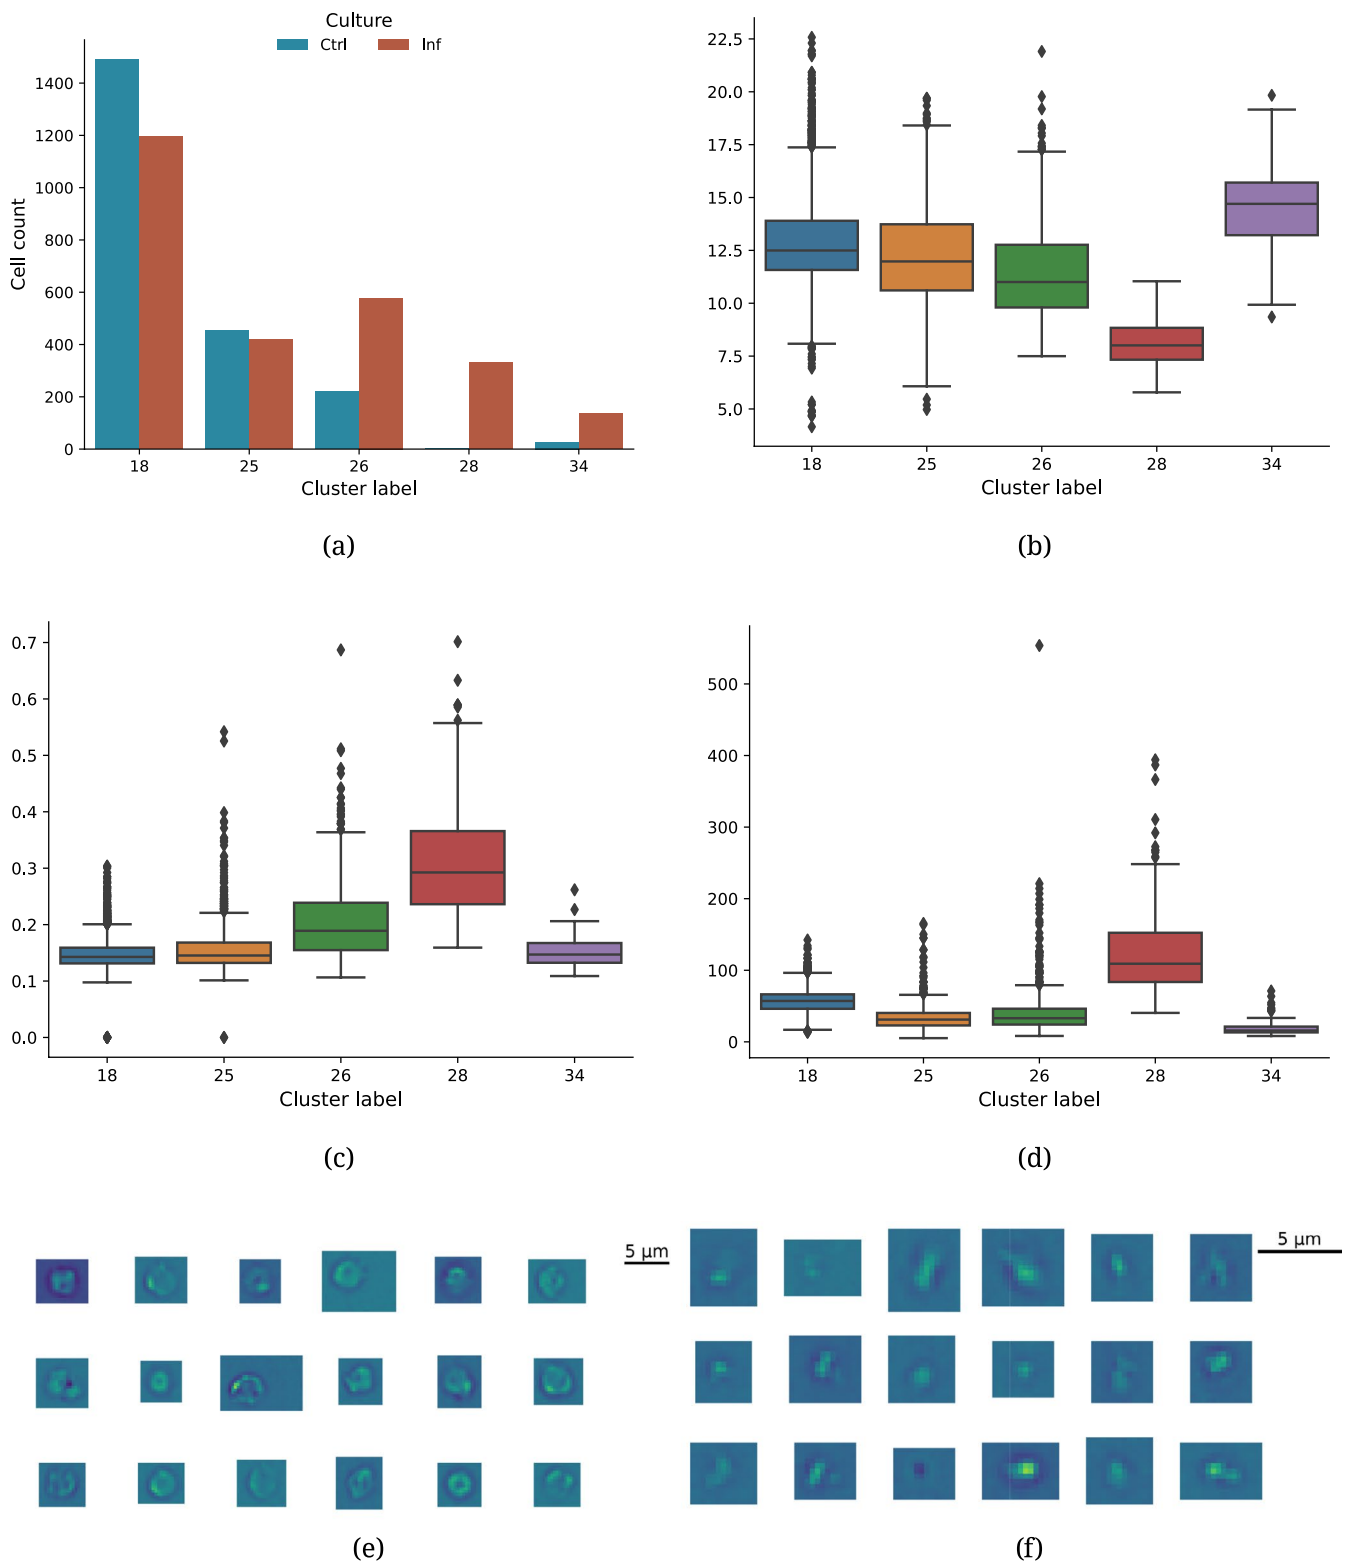 Culture
Ctrl Inf
Cell count
1400
1200
1000
800
600
400
200
0
18 25 26 28 34
Cluster label
(a)
22.5
20.0
17.5
15.0
12.5
10.0
7.5
5.0
18 25 26 28 34
Cluster label
(b)
0.7
0.6
0.5
0.4
0.3
0.2
0.1
0.0
18 25 26 28 34
Cluster label
(c)
500
400
300
200
100
0
18 25 26 28 34
Cluster label
(d)
5 μm
(e)
5 μm
(f)